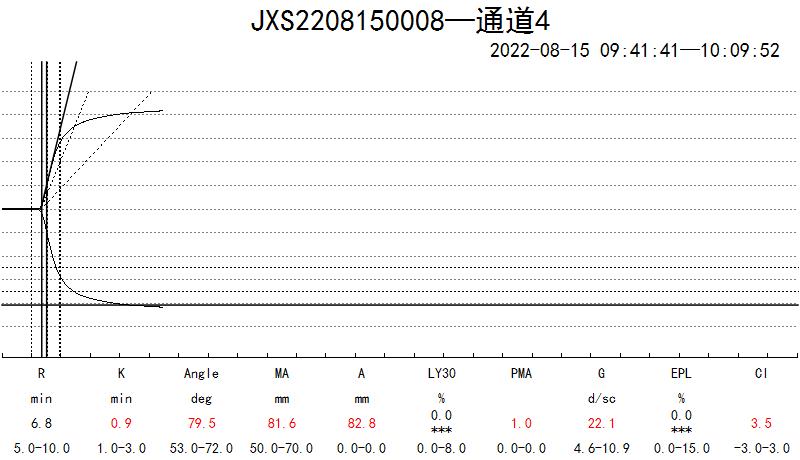 JXS2208150008—通道4
2022-08-15 09:41:41—10:09:52
R K Angle MA A LY30 PMA G EPL CI
min min deg mm mm % d/sc %
6.8 0.9 79.5 81.6 82.8 0.0 *** 1.0 22.1 0.0 *** 3.5
5.0-10.0 1.0-3.0 53.0-72.0 50.0-70.0 0.0-0.0 0.0-8.0 0.0-0.0 4.6-10.9 0.0-15.0 -3.0-3.0